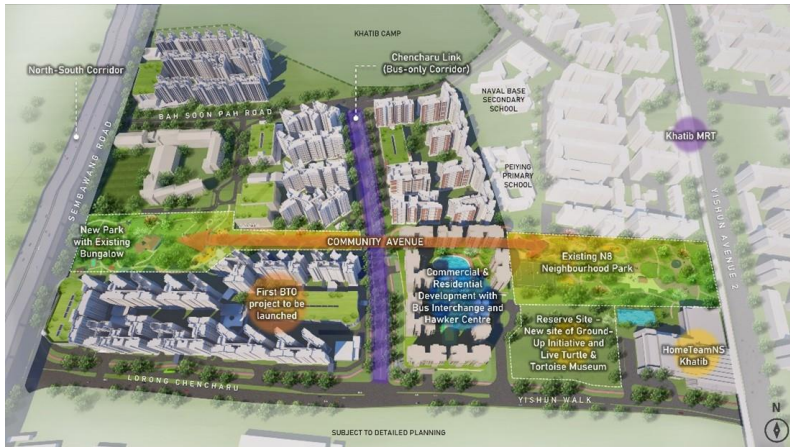 KHATIB CAMP
North-South Corridor
Chencharu Link
(Bus-only Corridor)
NAVAL BASE
SECONDARY
SCHOOL
BAH SOON PAH ROAD
Khatib MRT
SEMBAWANG ROAD
PEIYING
PRIMARY
SCHOOL
YISHUN AVENUE 2
New Park
with Existing
Bungalow
COMMUNITY AVENUE
Existing N8
Neighbourhood Park
First BTO
project to be
launched
Commercial &
Residential
Development with
Bus Interchange and
Hawker Centre
Reserve Site -
New site of Ground-
Up Initiative and
Live Turtle &
Tortoise Museum
HomeTeamNS
Khatib
LORONG CHENCHARU
YISHUN WALK
N
SUBJECT TO DETAILED PLANNING